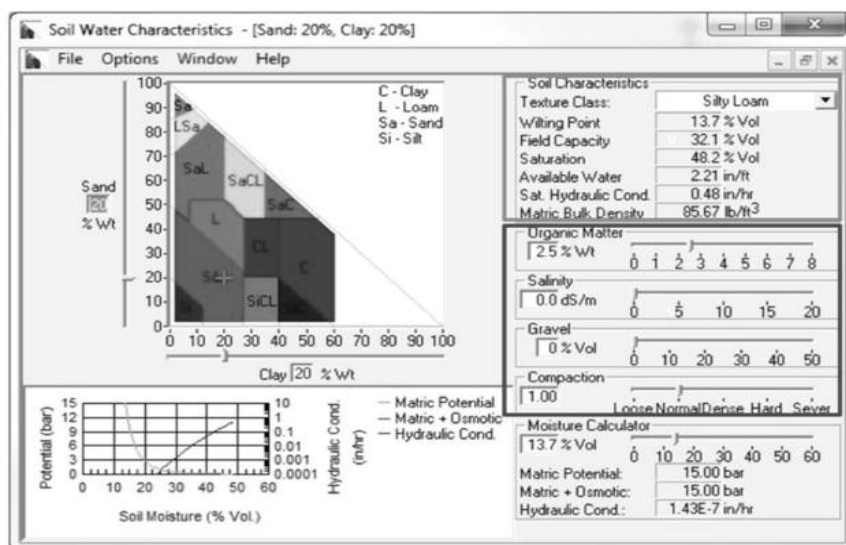 Soil Water Characteristics - [Sand: 20%, Clay: 20%]
File Options Window Help
100
90
80
70
60
50
40
30
20
10
0
Sand
20
% Wt
C - Clay
L - Loam
Sa - Sand
Si - Silt
Sa
LSa
SaL
SaCL
SaC
L
CL
C
SiCL
Si
0 10 20 30 40 50 60 70 80 90 100
Clay 20 % Wt
Soil Characteristics
Texture Class: Silty Loam
Wilting Point 13.7 % Vol
Field Capacity 32.1 % Vol
Saturation 48.2 % Vol
Available Water 2.21 in/ft
Sat. Hydraulic Cond. 0.48 in/hr
Matric Bulk Density 85.67 lb/ft3
Organic Matter
2.5 % Wt
0 1 2 3 4 5 6 7 8
Salinity
0.0 dS/m
0 5 10 15 20
Gravel
0 % Vol
0 10 20 30 40 50
Compaction
1.00
Loose Normal Dense Hard Sever
Moisture Calculator
13.7 % Vol
0 10 20 30 40 50 60
Matric Potential: 15.00 bar
Matric + Osmotic: 15.00 bar
Hydraulic Cond.: 1.43E-7 in/hr
Potential (bar)
15
12
9
6
3
0
10
1
0.1
0.01
0.001
0.0001
Hydraulic Cond.
(in/hr)
0 10 20 30 40 50 60
Soil Moisture (% Vol.)
Matric Potential
Matric + Osmotic
Hydraulic Cond.